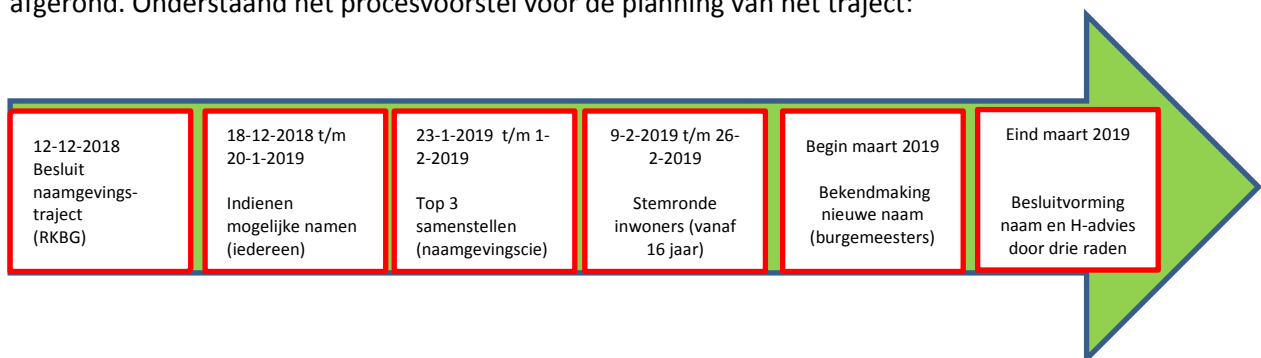 afgerond. Onderstaand het procesvoorstel voor de planning van het traject:
12-12-2018
Besluit
naamgevings-
traject
(RKBG)
18-12-2018 t/m
20-1-2019
Indienen
mogelijke namen
(iedereen)
23-1-2019 t/m 1-
2-2019
Top 3
samenstellen
(naamgevingscie)
9-2-2019 t/m 26-
2-2019
Stemronde
inwoners (vanaf
16 jaar)
Begin maart 2019
Bekendmaking
nieuwe naam
(burgemeesters)
Eind maart 2019
Besluitvorming
naam en H-advies
door drie raden